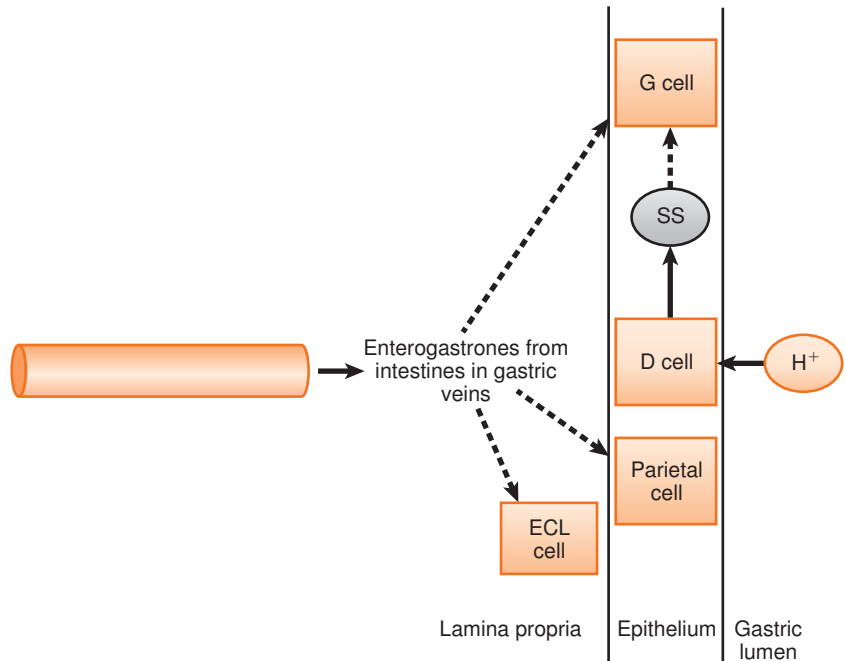 G cell
SS
Enterogastrones from
intestines in gastric
veins
D cell
H⁺
Parietal
cell
ECL
cell
Lamina propria
Epithelium
Gastric
lumen